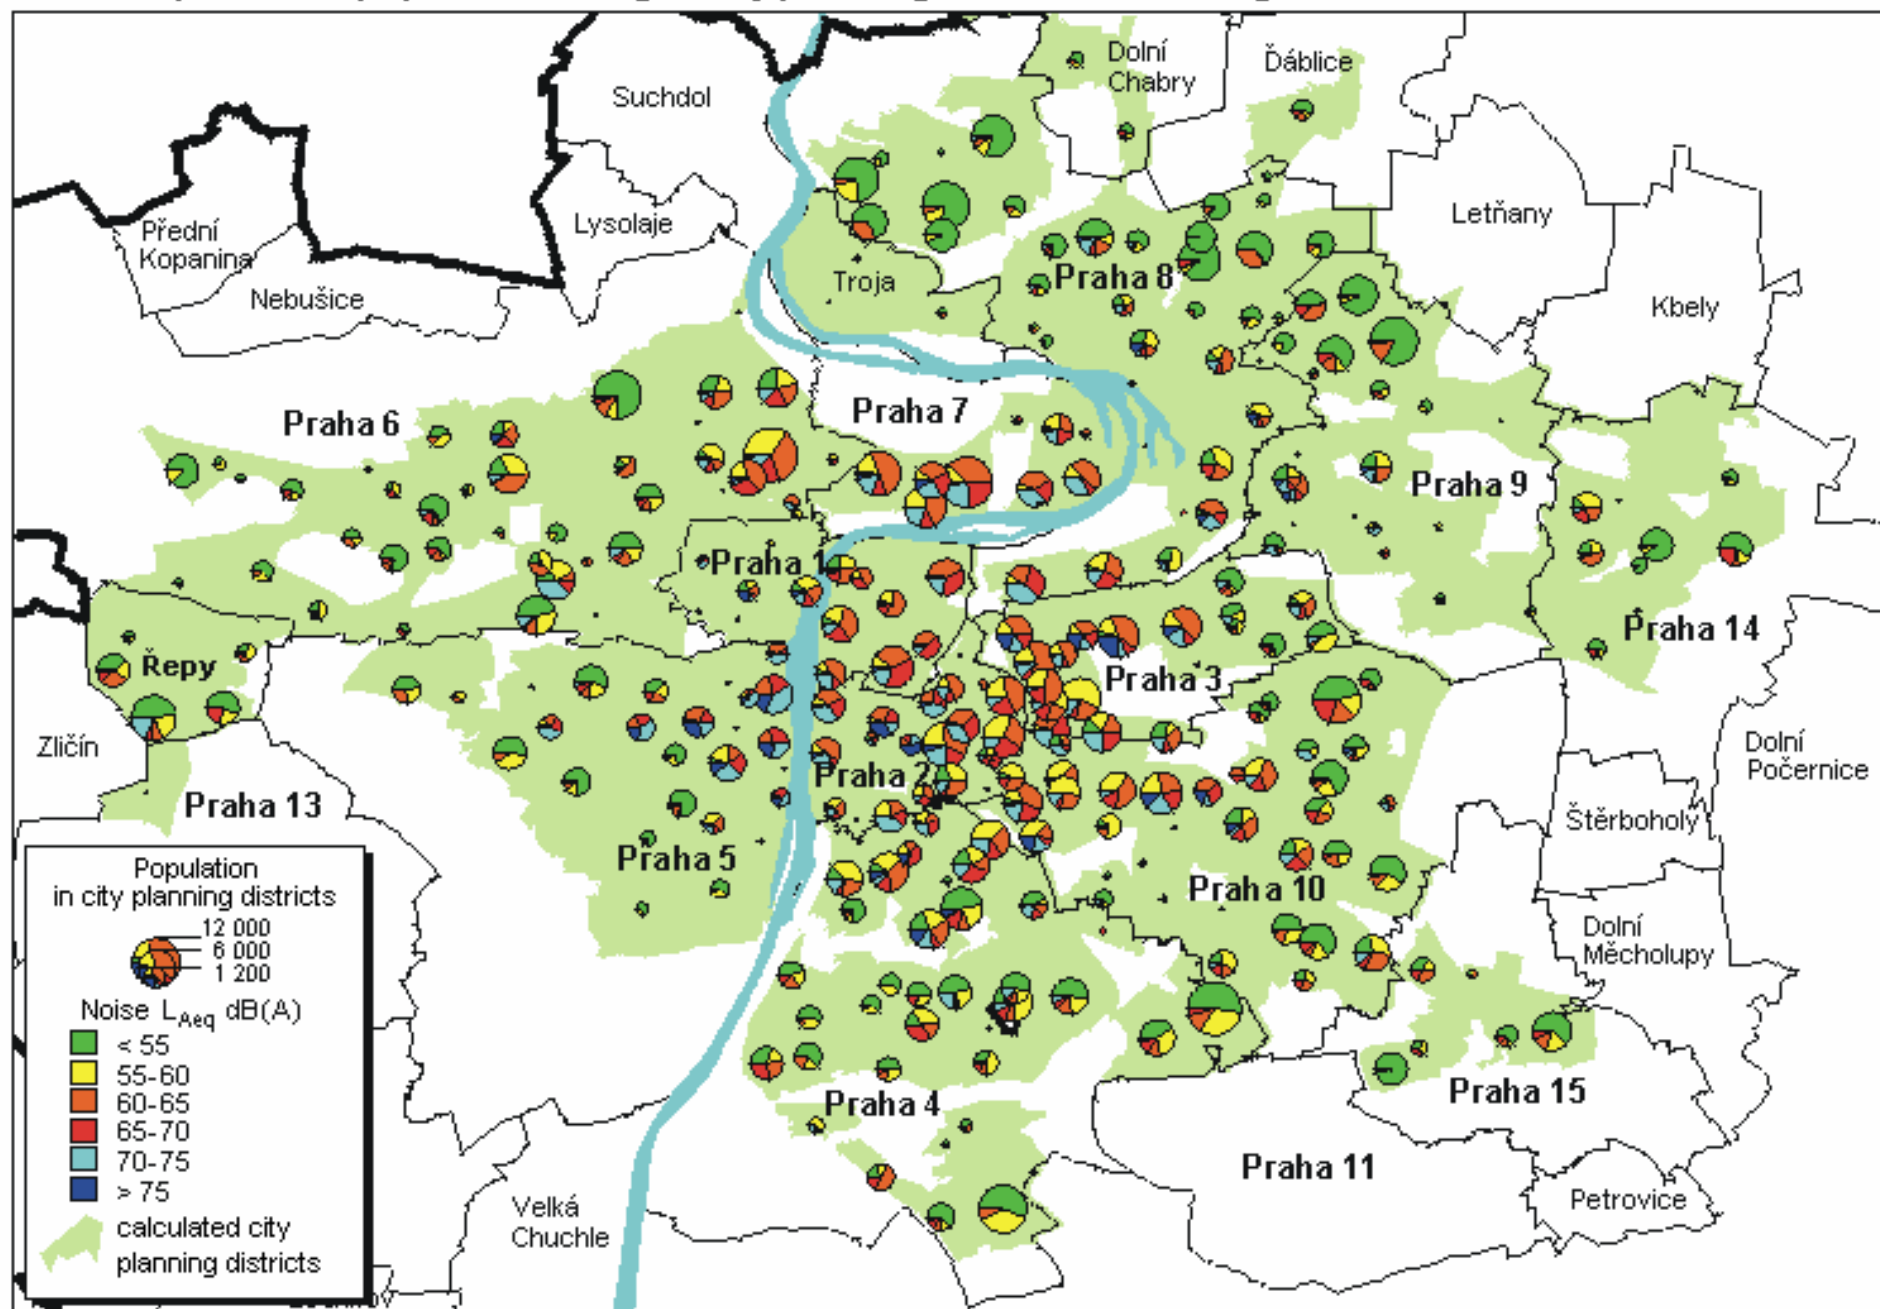 Dolní
Chabry
Ďáblice
Suchdol
Letňany
Lysolaje
Přední
Kopanina
Nebušice
Troja
Praha 8
Kbely
Praha 6
Praha 7
Praha 9
Praha 1
Praha 14
Řepy
Praha 3
Zličín
Dolní
Počernice
Praha 2
Praha 13
Štěrboholy
Praha 5
Praha 10
Dolní
Měcholupy
Population
in city planning districts
12 000
6 000
1 200
Noise LAeq dB(A)
< 55
55-60
60-65
65-70
70-75
> 75
calculated city
planning districts
Praha 4
Praha 15
Praha 11
Petrovice
Velká
Chuchle